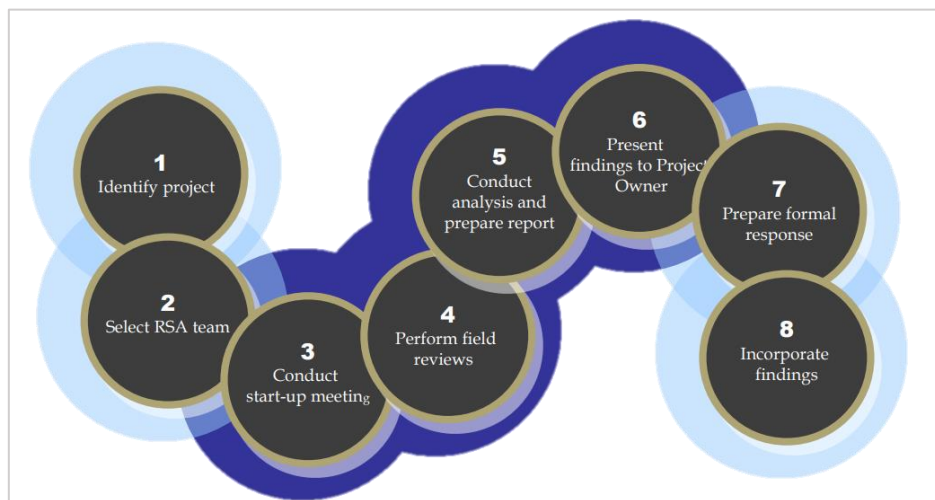 1
Identify project
2
Select RSA team
3
Conduct
start-up meeting
4
Perform field
reviews
5
Conduct
analysis and
prepare report
6
Present
findings to Project
Owner
7
Prepare formal
response
8
Incorporate
findings